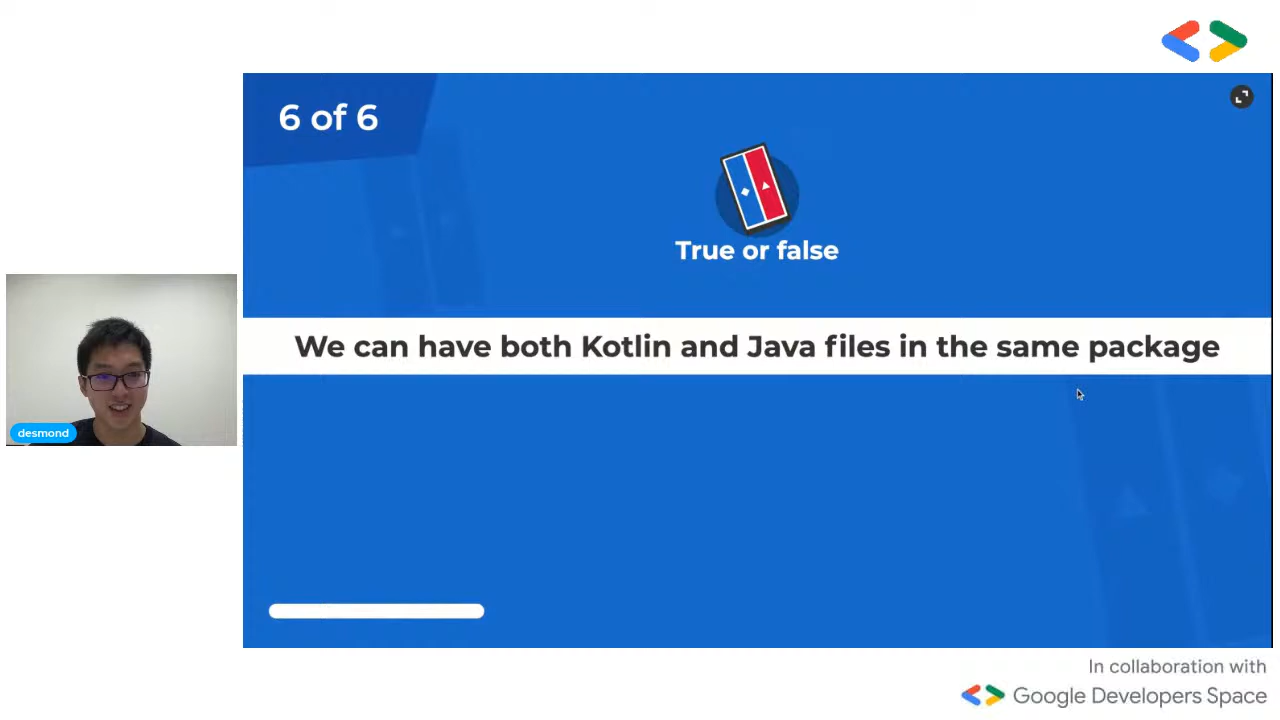 6 of 6
True or false
We can have both Kotlin and Java files in the same package
desmond
In collaboration with
Google Developers Space